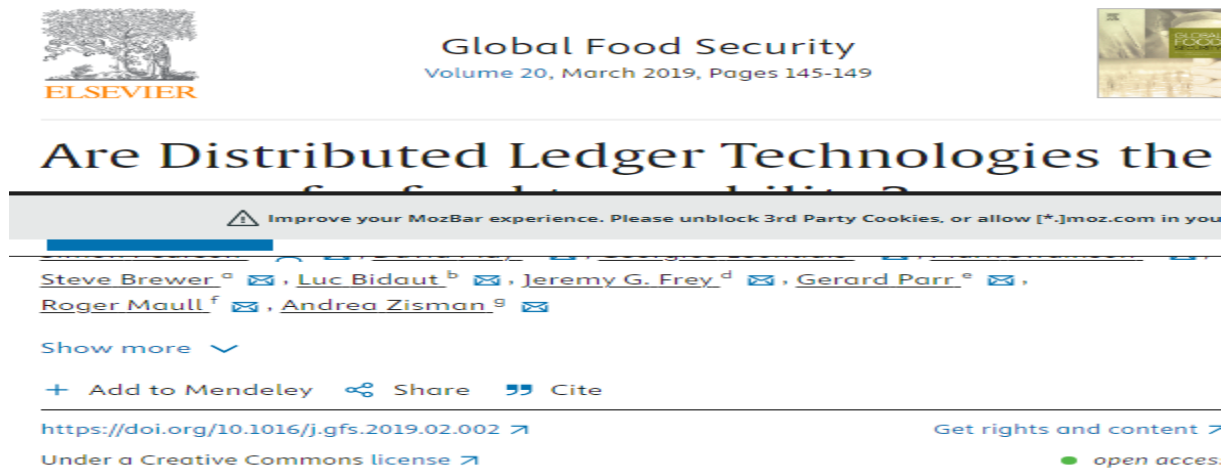 ELSEVIER
Global Food Security
Volume 20, March 2019, Pages 145-149
GLOBAL
FOOD
SECURITY
Are Distributed Ledger Technologies the
Improve your MozBar experience. Please unblock 3rd Party Cookies, or allow [*.]moz.com in you
Steve Brewer a , Luc Bidaut b , Jeremy G. Frey d , Gerard Parr e ,
Roger Maull f , Andrea Zisman g
Show more
+ Add to Mendeley Share Cite
https://doi.org/10.1016/j.gfs.2019.02.002
Get rights and content
Under a Creative Commons license
open acces